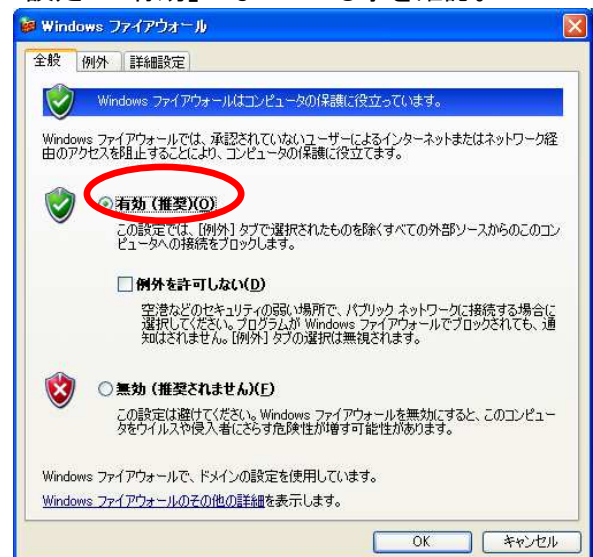 Windows ファイアウォール
全般 例外 詳細設定
Windows ファイアウォールはコンピュータの保護に役立っています。
Windows ファイアウォールでは、承認されていないユーザーによるインターネットまたはネットワーク経
由のアクセスを阻止することにより、コンピュータの保護に役立てます。
有効 (推奨)(O)
この設定では、[例外] タブで選択されたものを除くすべての外部ソースからのこのコン
ピュータへの接続をブロックします。
例外を許可しない(D)
空港などのセキュリティの弱い場所で、パブリック ネットワークに接続する場合に
選択してください。プログラムが Windows ファイアウォールでブロックされても、通
知はされません。[例外] タブの選択は無視されます。
無効 (推奨されません)(F)
この設定は避けてください。Windows ファイアウォールを無効にすると、このコンピュー
タをウイルスや侵入者にさらす危険性が増す可能性があります。
Windows ファイアウォールで、ドメインの設定を使用しています。
Windows ファイアウォールのその他の詳細を表示します。
OK キャンセル